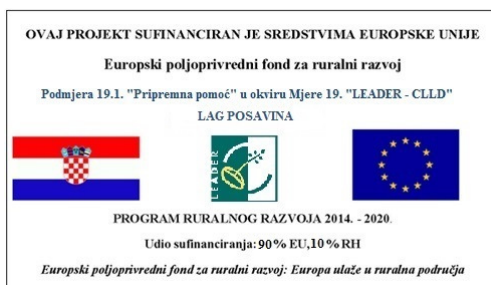 OVAJ PROJEKT SUFINANCIRAN JE SREDSTVIMA EUROPSKE UNIJE
Europski poljoprivredni fond za ruralni razvoj
Podmjera 19.1. "Pripremna pomoć" u okviru Mjere 19. "LEADER - CLLD"
LAG POSAVINA
LEADER
PROGRAM RURALNOG RAZVOJA 2014. - 2020.
Udio sufinanciranja: 90% EU,10% RH
Europski poljoprivredni fond za ruralni razvoj: Europa ulaže u ruralna područja